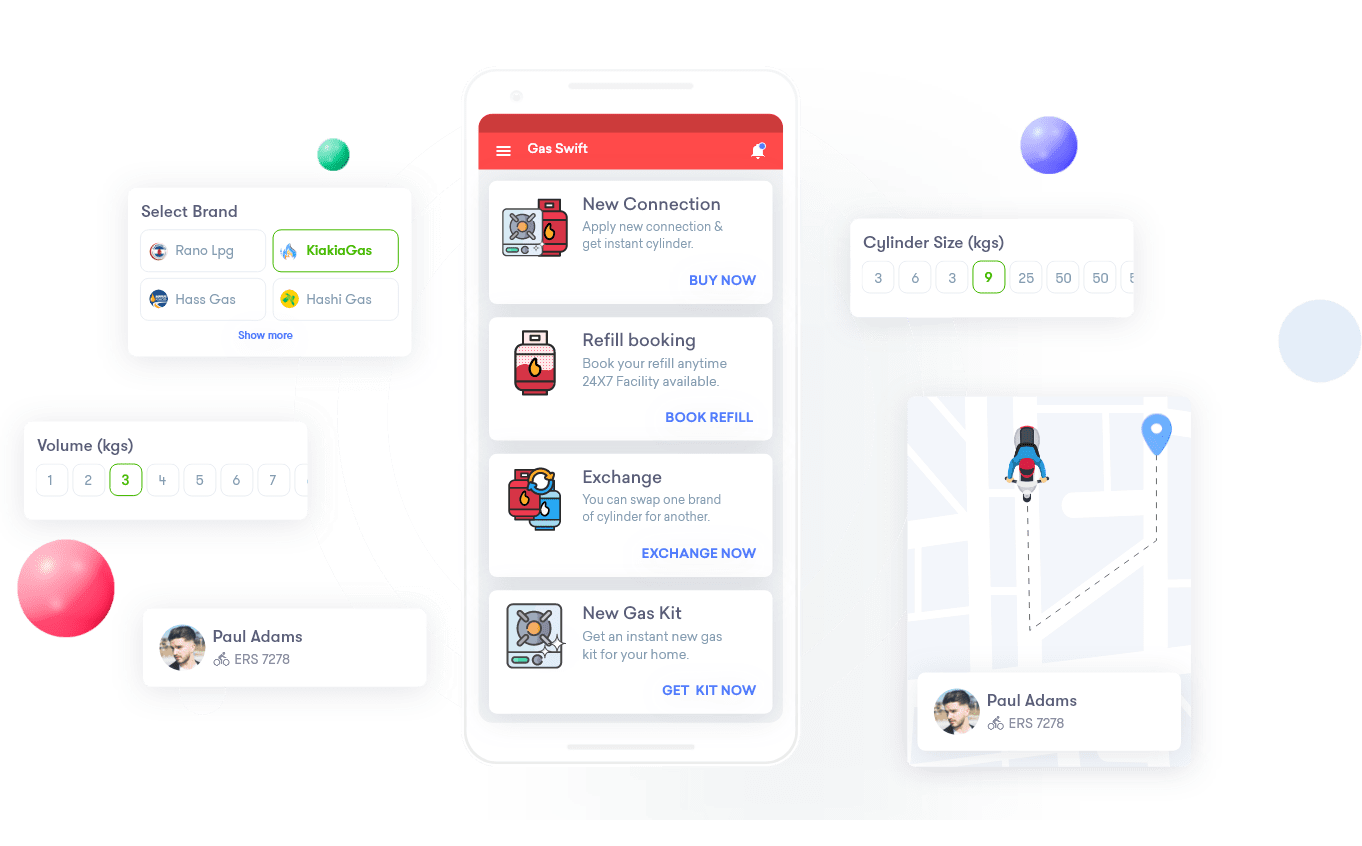 Select Brand
Rano Lpg
KiakiaGas
Hass Gas
Hashi Gas
Show more
Volume (kgs)
1 2 3 4 5 6 7
Paul Adams
ERS 7278
Gas Swift
New Connection
Apply new connection &
get instant cylinder.
BUY NOW
Refill booking
Book your refill anytime
24X7 Facility available.
BOOK REFILL
Exchange
You can swap one brand
of cylinder for another.
EXCHANGE NOW
New Gas Kit
Get an instant new gas
kit for your home.
GET KIT NOW
Cylinder Size (kgs)
3 6 3 9 25 50 50
Paul Adams
ERS 7278